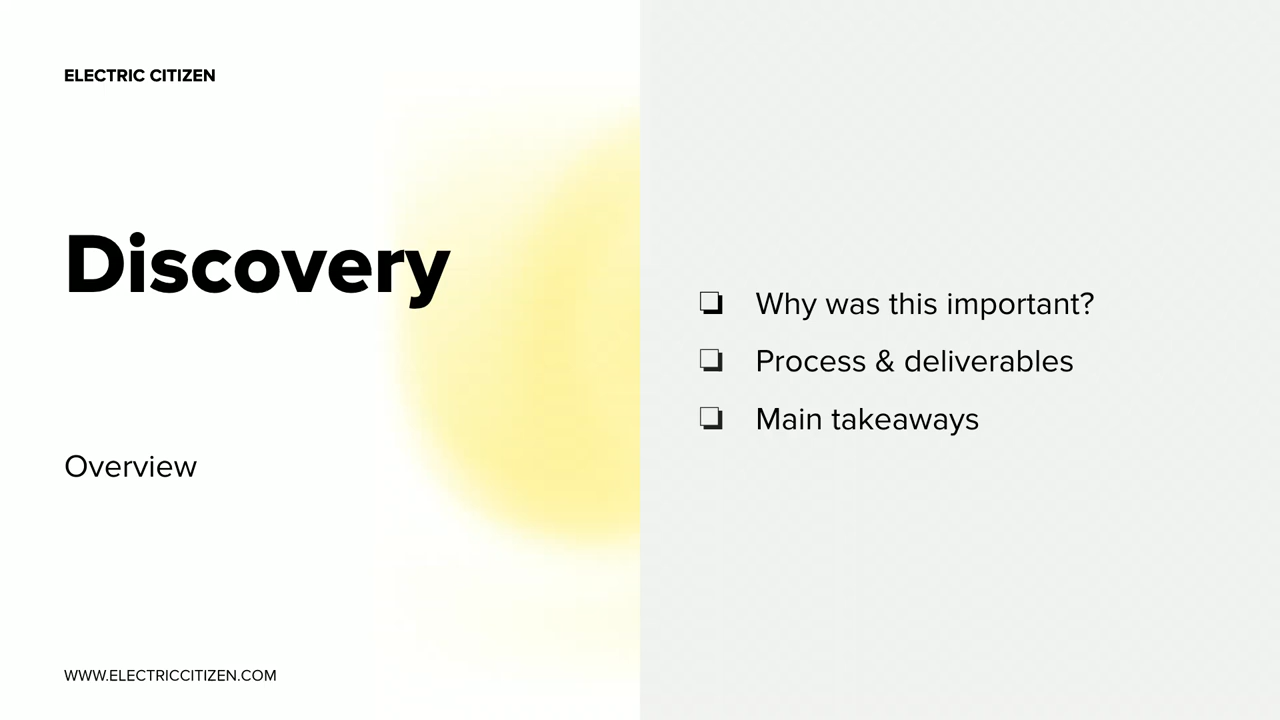 ELECTRIC CITIZEN
Discovery
Overview
WWW.ELECTRICCITIZEN.COM
❏ Why was this important?
❏ Process & deliverables
❏ Main takeaways